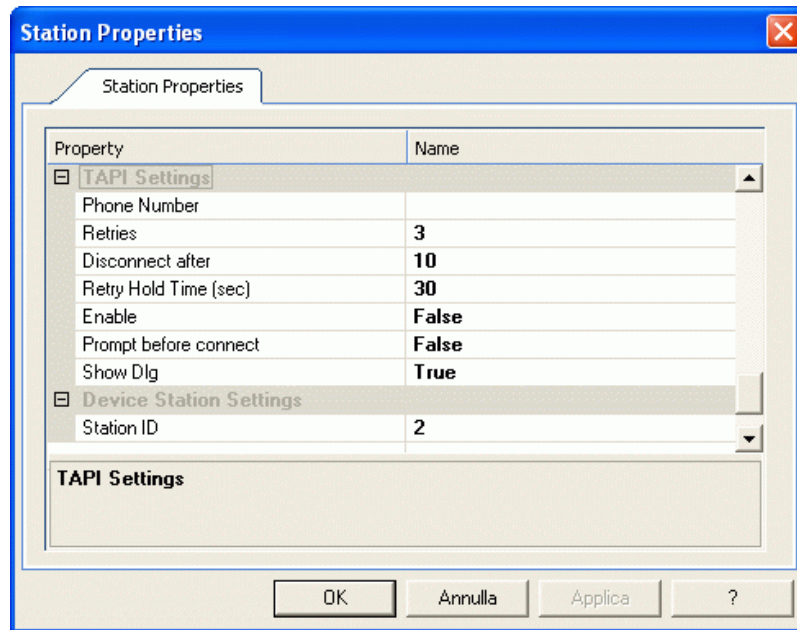 Station Properties
Station Properties
Property Name
TAPI Settings
Phone Number
Retries 3
Disconnect after 10
Retry Hold Time (sec) 30
Enable False
Prompt before connect False
Show Dlg True
Device Station Settings
Station ID 2
TAPI Settings
OK Annulla Applica ?